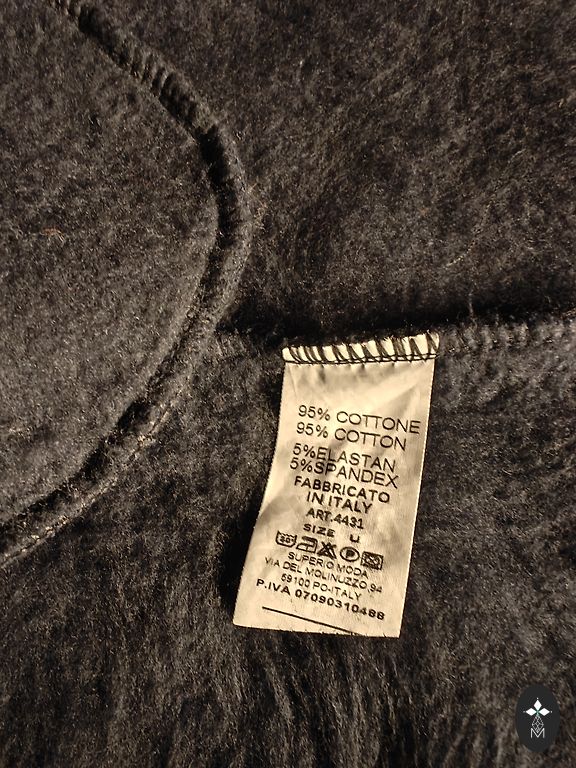 95% COTTONE
95% COTTON
5%ELASTAN
5%SPANDEX
FABBRICATO
IN ITALY
ART.4431
SIZE U
30 P
SUPERIO MODA
VIA DEL MOLINUZZO,94
59100 PO-ITALY
P.IVA 07090310488
M